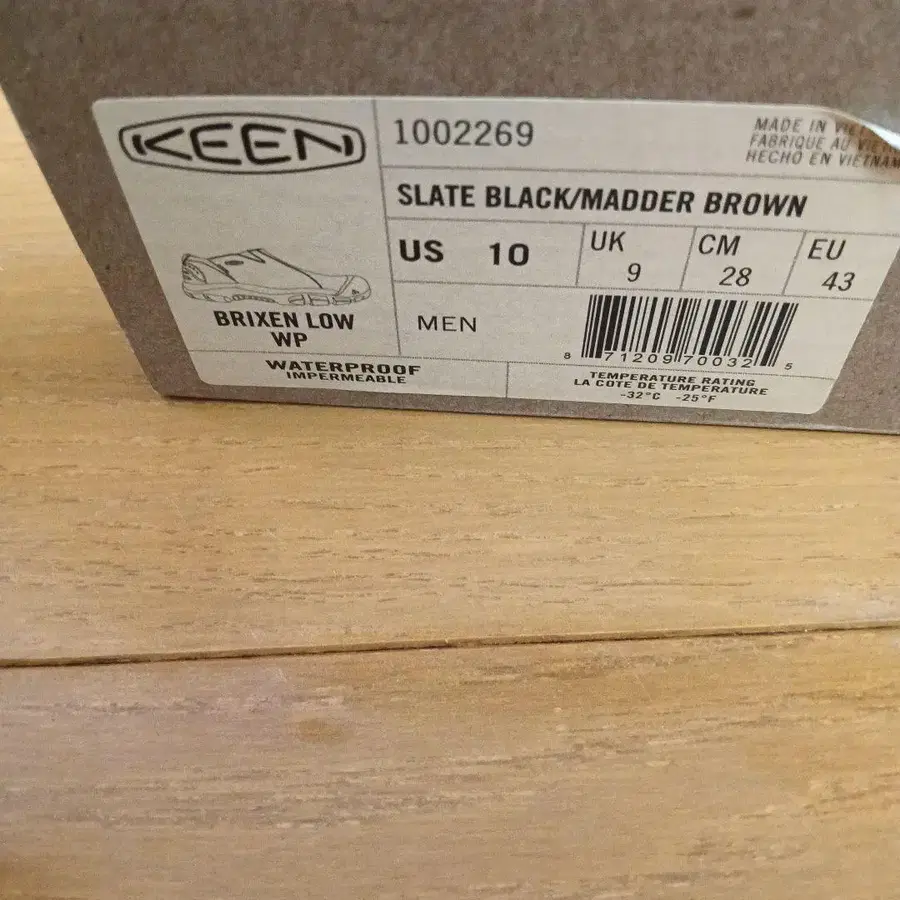 KEEN
1002269
MADE IN VIET
FABRIQUE AU VIETN
HECHO EN VIETNAM
SLATE BLACK/MADDER BROWN
US 10
UK 9
CM 28
EU 43
BRIXEN LOW
WP
MEN
8 71209 70032 5
WATERPROOF
IMPERMEABLE
TEMPERATURE RATING
LA COTE DE TEMPERATURE
-32°C -25°F